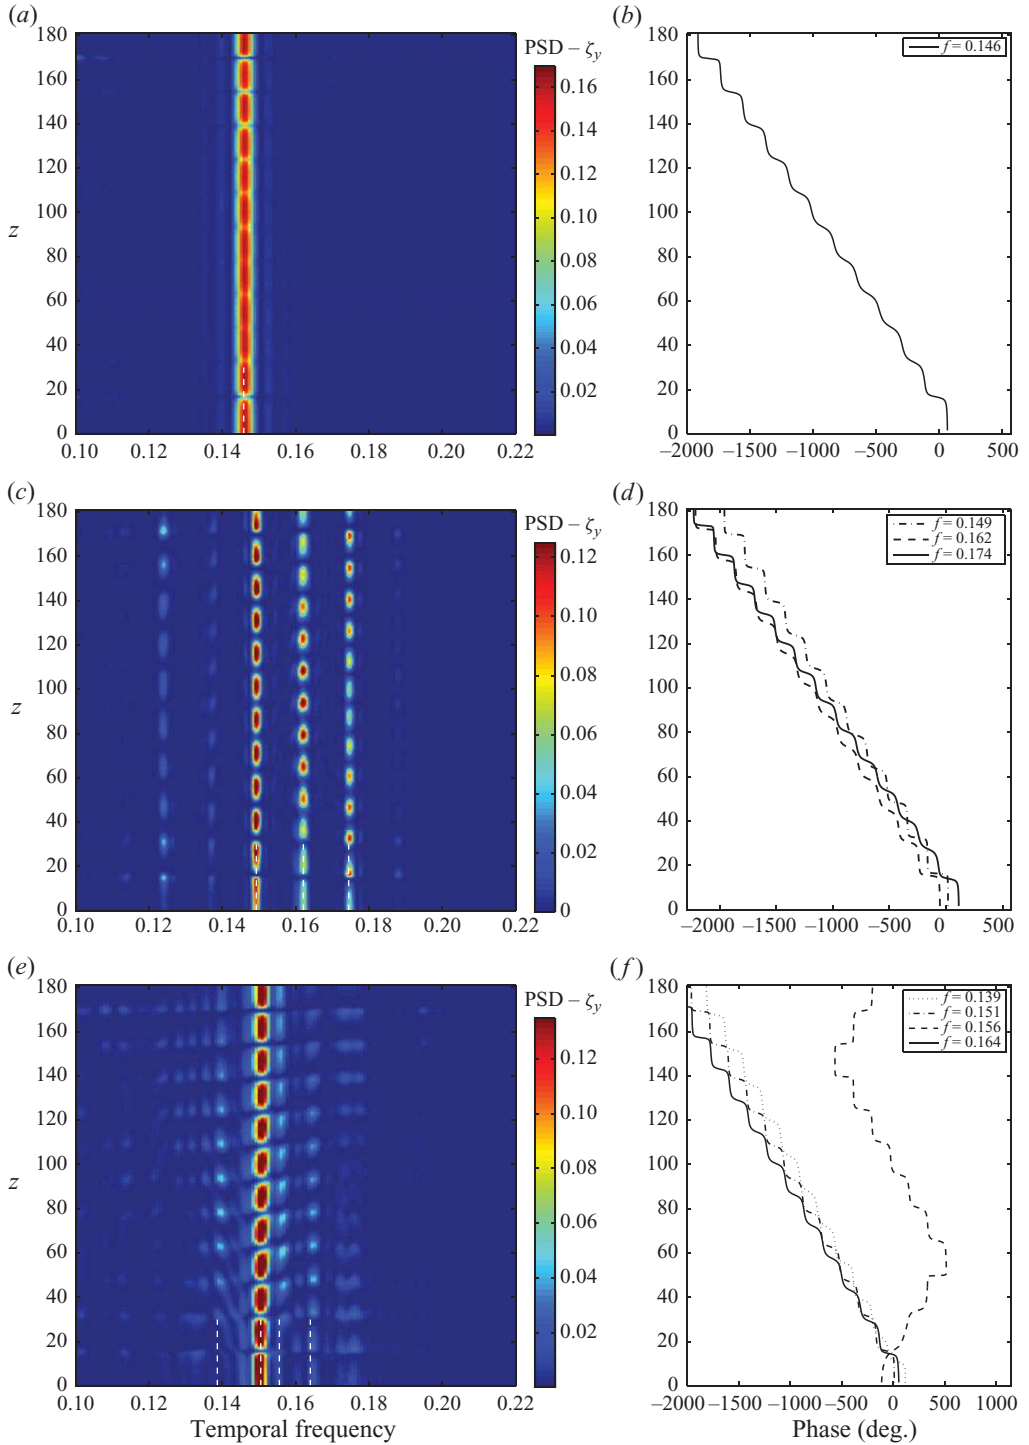 (a)
PSD – ζy
180
160
140
120
100
z
80
60
40
20
0
0.10 0.12 0.14 0.16 0.18 0.20 0.22
0.16
0.14
0.12
0.10
0.08
0.06
0.04
0.02
(b)
f = 0.146
180
160
140
120
100
80
60
40
20
0
–2000 –1500 –1000 –500 0 500
(c)
PSD – ζy
180
160
140
120
100
z
80
60
40
20
0
0.10 0.12 0.14 0.16 0.18 0.20 0.22
0.12
0.10
0.08
0.06
0.04
0.02
0
(d)
f = 0.149
f = 0.162
f = 0.174
180
160
140
120
100
80
60
40
20
0
–2000 –1500 –1000 –500 0 500
(e)
PSD – ζy
180
160
140
120
100
z
80
60
40
20
0
0.10 0.12 0.14 0.16 0.18 0.20 0.22
Temporal frequency
0.12
0.10
0.08
0.06
0.04
0.02
(f)
f = 0.139
f = 0.151
f = 0.156
f = 0.164
180
160
140
120
100
80
60
40
20
0
–2000 –1500 –1000 –500 0 500 1000
Phase (deg.)